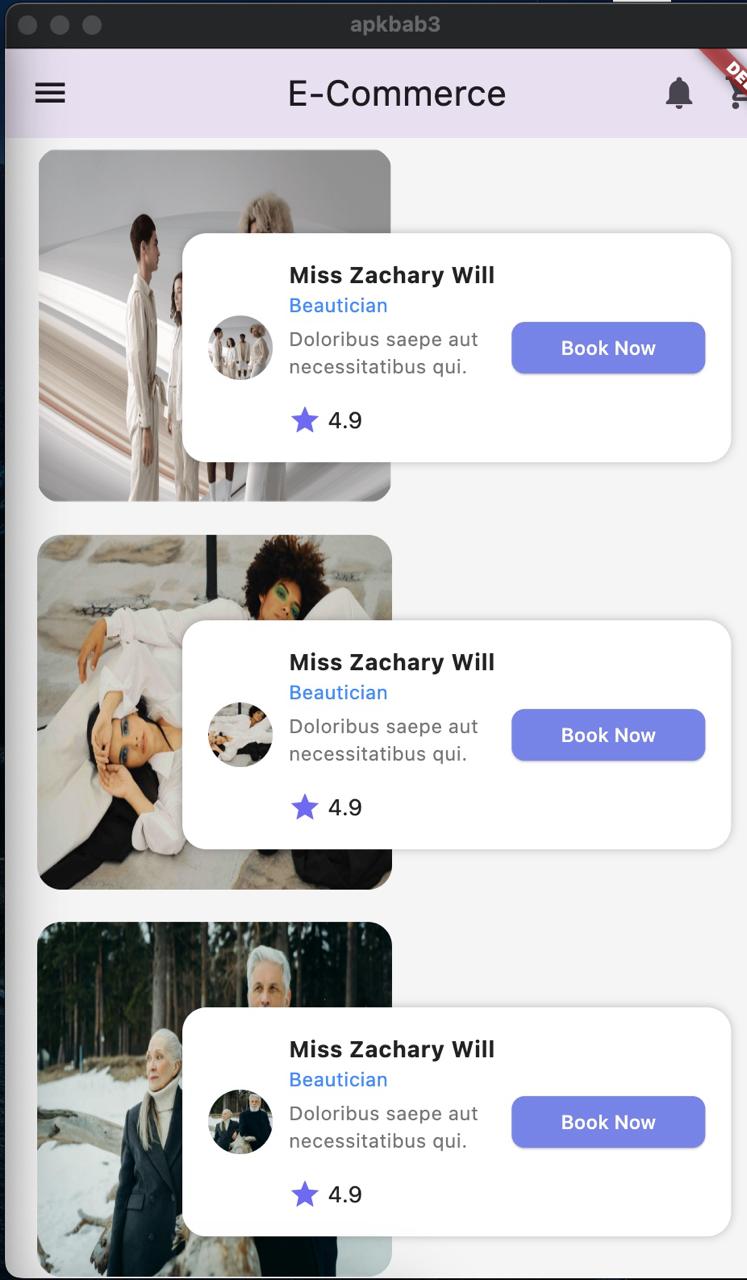 apkbab3
E-Commerce
Miss Zachary Will
Beautician
Doloribus saepe aut
necessitatibus qui.
Book Now
4.9
Miss Zachary Will
Beautician
Doloribus saepe aut
necessitatibus qui.
Book Now
4.9
Miss Zachary Will
Beautician
Doloribus saepe aut
necessitatibus qui.
Book Now
4.9